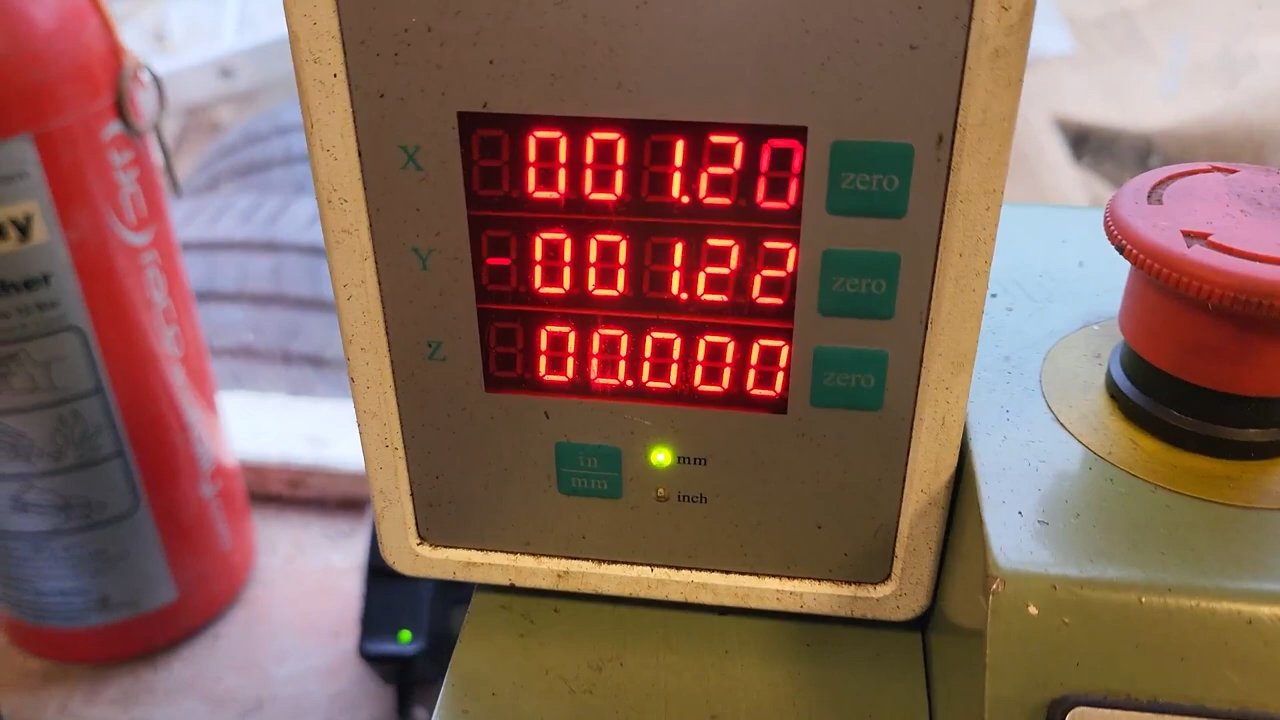 X 001.20 zero
Y -001.22 zero
Z 00.000 zero
in
mm
mm
inch